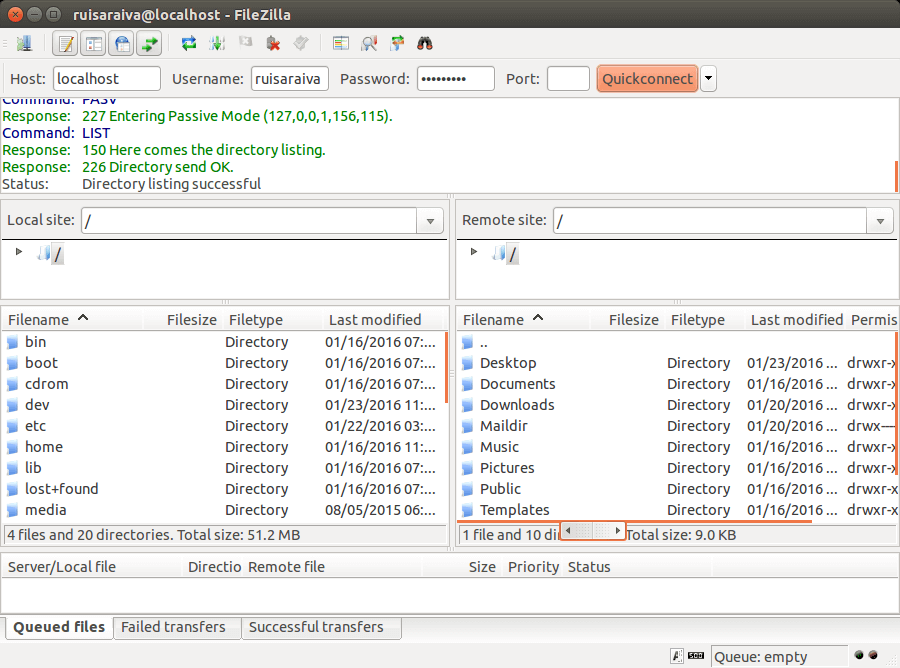 ruisaraiva@localhost - FileZilla
Host: localhost Username: ruisaraiva Password: ••••••••• Port: Quickconnect
Command: PASV
Response: 227 Entering Passive Mode (127,0,0,1,156,115).
Command: LIST
Response: 150 Here comes the directory listing.
Response: 226 Directory send OK.
Status: Directory listing successful
Local site: /
/
Filename Filesize Filetype Last modified
bin Directory 01/16/2016 07:...
boot Directory 01/16/2016 07:...
cdrom Directory 01/16/2016 07:...
dev Directory 01/23/2016 11:...
etc Directory 01/22/2016 03:...
home Directory 01/16/2016 11:...
lib Directory 01/16/2016 07:...
lost+found Directory 01/16/2016 07:...
media Directory 08/05/2015 06:...
4 files and 20 directories. Total size: 51.2 MB
Remote site: /
/
Filename Filesize Filetype Last modified Permis
..
Desktop Directory 01/23/2016 ... drwxr-x
Documents Directory 01/16/2016 ... drwxr-x
Downloads Directory 01/20/2016 ... drwxr-x
Maildir Directory 01/20/2016 ... drwx—
Music Directory 01/16/2016 ... drwxr-x
Pictures Directory 01/16/2016 ... drwxr-x
Public Directory 01/16/2016 ... drwxr-x
Templates Directory 01/16/2016 ... drwxr-x
1 file and 10 di Total size: 9.0 KB
Server/Local file Directio Remote file Size Priority Status
Queued files Failed transfers Successful transfers
Queue: empty